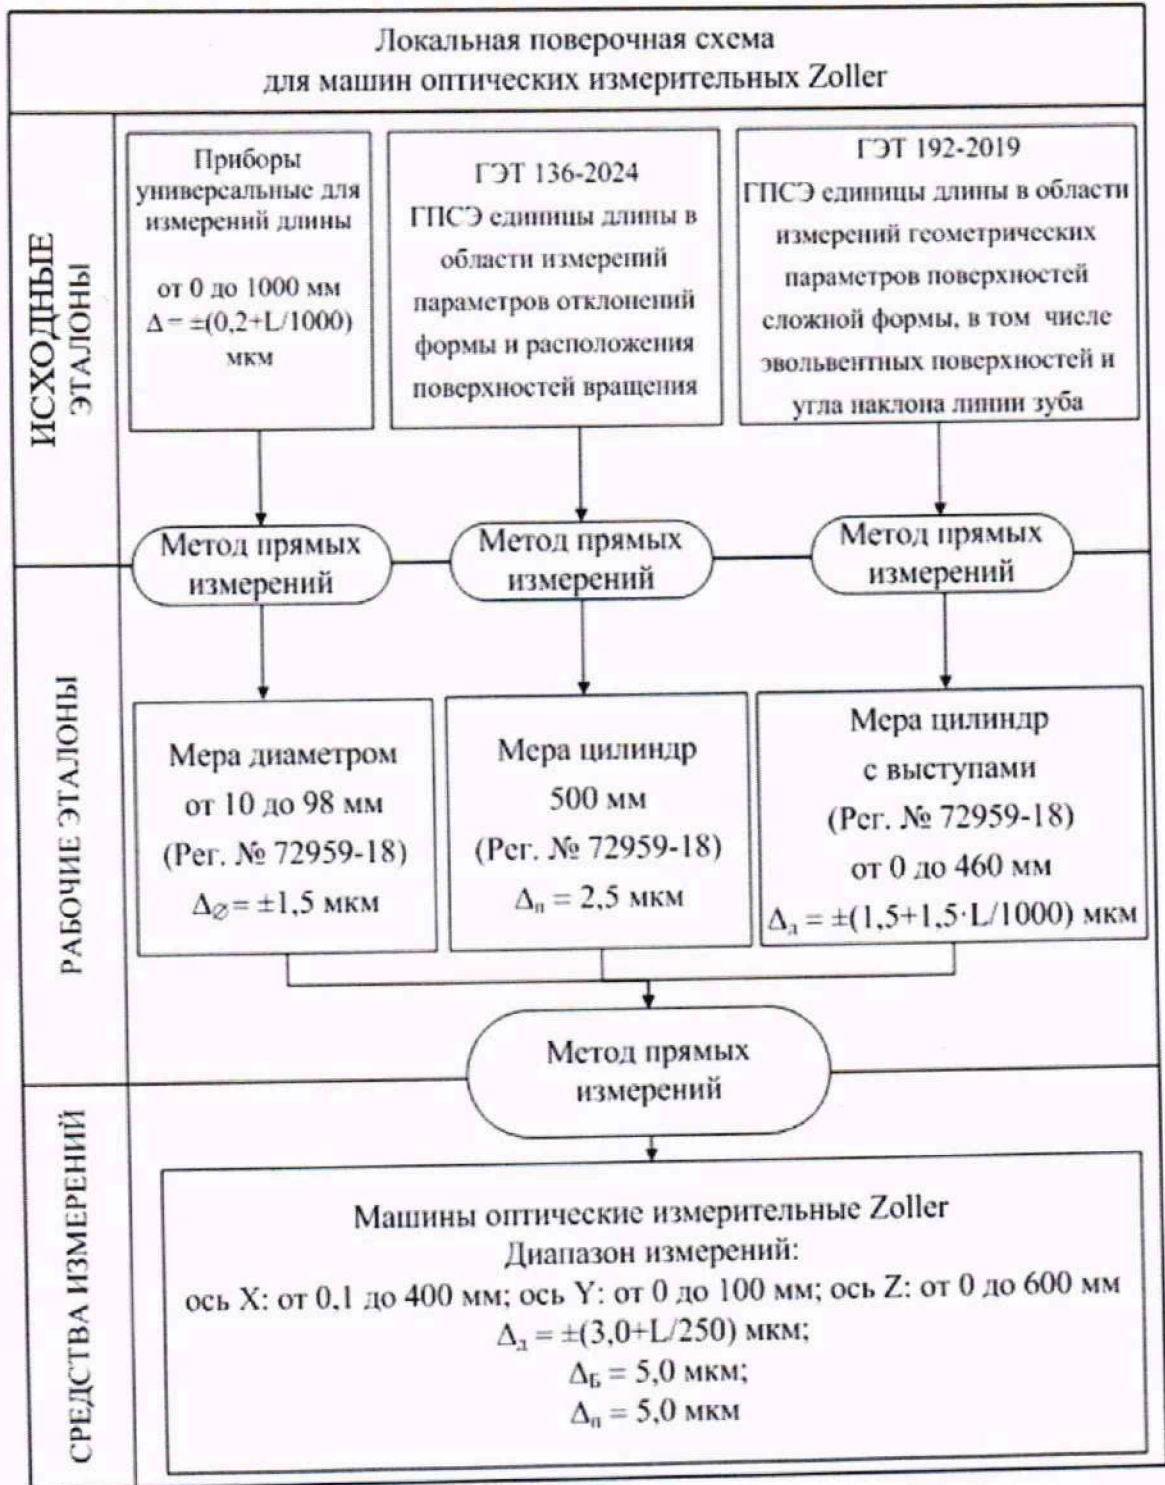 Локальная поверочная схема
для машин оптических измерительных Zoller
ИСХОДНЫЕ
ЭТАЛОНЫ
Приборы
универсальные для
измерений длины
от 0 до 1000 мм
Δ = ±(0,2+L/1000)
мкм
ГЭТ 136-2024
ГПСЭ единицы длины в
области измерений
параметров отклонений
формы и расположения
поверхностей вращения
ГЭТ 192-2019
ГПСЭ единицы длины в области
измерений геометрических
параметров поверхностей
сложной формы, в том числе
эвольвентных поверхностей и
угла наклона линии зуба
Метод прямых
измерений
Метод прямых
измерений
Метод прямых
измерений
РАБОЧИЕ ЭТАЛОНЫ
Мера диаметром
от 10 до 98 мм
(Рег. № 72959-18)
Δ∅ = ±1,5 мкм
Мера цилиндр
500 мм
(Рег. № 72959-18)
Δп = 2,5 мкм
Мера цилиндр
с выступами
(Рег. № 72959-18)
от 0 до 460 мм
Δд = ±(1,5+1,5·L/1000) мкм
Метод прямых
измерений
СРЕДСТВА ИЗМЕРЕНИЙ
Машины оптические измерительные Zoller
Диапазон измерений:
ось X: от 0,1 до 400 мм; ось Y: от 0 до 100 мм; ось Z: от 0 до 600 мм
Δд = ±(3,0+L/250) мкм;
ΔБ = 5,0 мкм;
Δп = 5,0 мкм